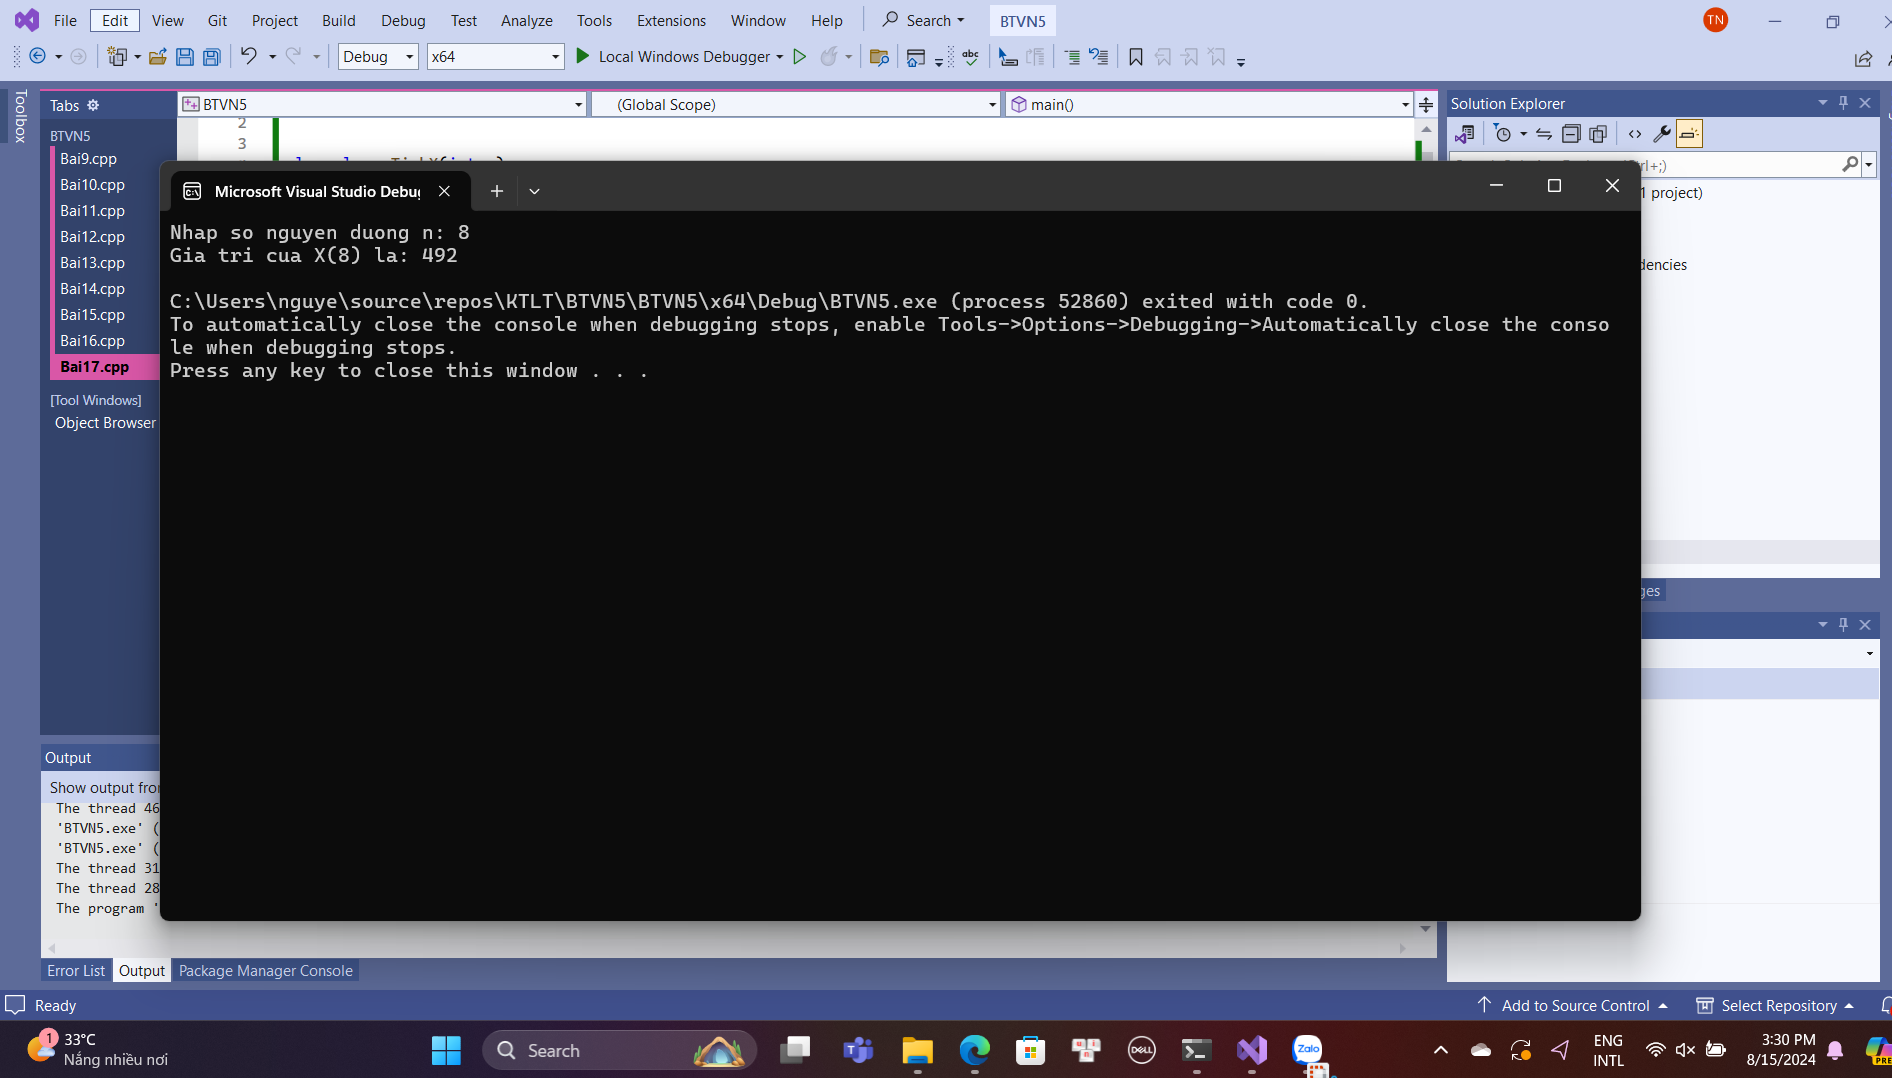 File Edit View Git Project Build Debug Test Analyze Tools Extensions Window Help Search BTVN5 TN
Debug x64 Local Windows Debugger abc
Toolbox
Tabs
BTVN5
Bai9.cpp
Bai10.cpp
Bai11.cpp
Bai12.cpp
Bai13.cpp
Bai14.cpp
Bai15.cpp
Bai16.cpp
Bai17.cpp
[Tool Windows]
Object Browser
BTVN5 (Global Scope) main()
2
3
Solution Explorer
rl+;)
1 project)
dencies
ges
Microsoft Visual Studio Debu
Nhap so nguyen duong n: 8
Gia tri cua X(8) la: 492
C:\Users\nguye\source\repos\KTLT\BTVN5\BTVN5\x64\Debug\BTVN5.exe (process 52860) exited with code 0.
To automatically close the console when debugging stops, enable Tools->Options->Debugging->Automatically close the conso
le when debugging stops.
Press any key to close this window . . .
Output
Show output fro
The thread 46
'BTVN5.exe' (
'BTVN5.exe' (
The thread 31
The thread 28
The program '
Error List Output Package Manager Console
Ready Add to Source Control Select Repository
1 33°C
Nắng nhiều nơi
Search
DELL
Zalo
ENG
INTL
3:30 PM
8/15/2024
PRE